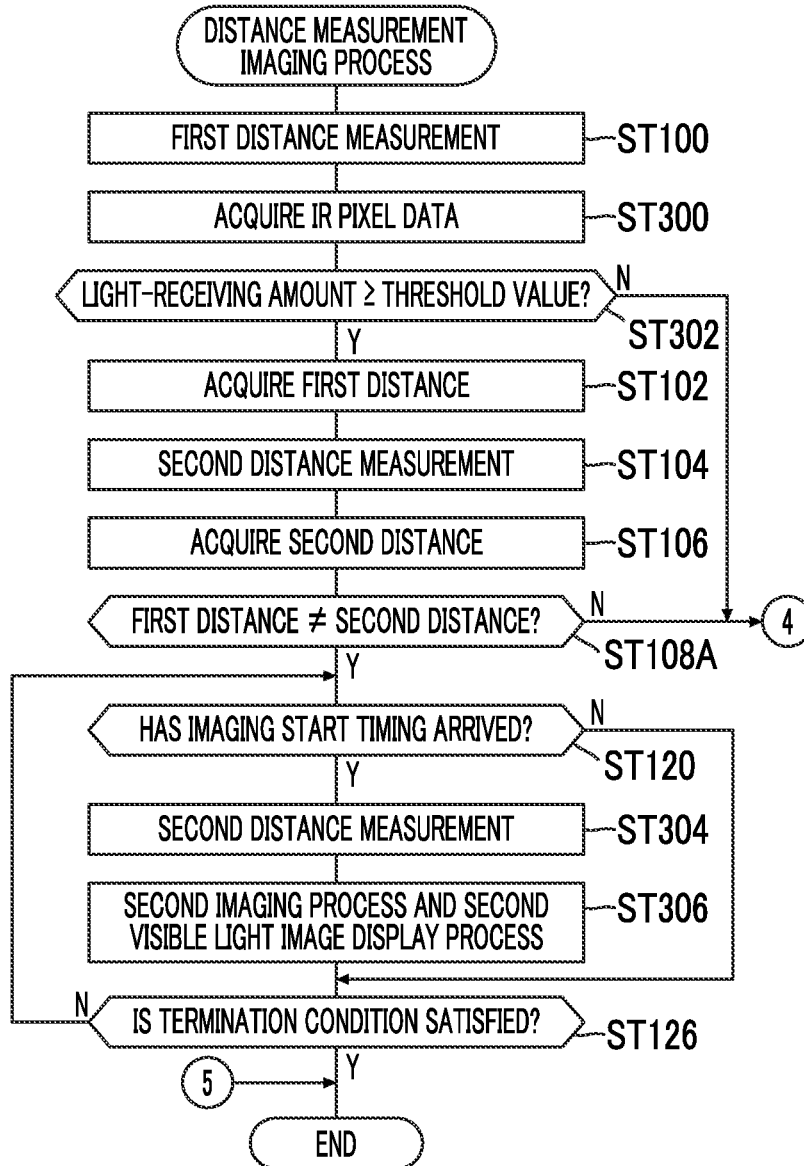 DISTANCE MEASUREMENT
IMAGING PROCESS
FIRST DISTANCE MEASUREMENT
ST100
ACQUIRE IR PIXEL DATA
ST300
LIGHT-RECEIVING AMOUNT ≥ THRESHOLD VALUE?
N
ST302
Y
ACQUIRE FIRST DISTANCE
ST102
SECOND DISTANCE MEASUREMENT
ST104
ACQUIRE SECOND DISTANCE
ST106
FIRST DISTANCE ≠ SECOND DISTANCE?
N
4
ST108A
Y
HAS IMAGING START TIMING ARRIVED?
N
ST120
Y
SECOND DISTANCE MEASUREMENT
ST304
SECOND IMAGING PROCESS AND SECOND
VISIBLE LIGHT IMAGE DISPLAY PROCESS
ST306
N
IS TERMINATION CONDITION SATISFIED?
ST126
Y
5
END